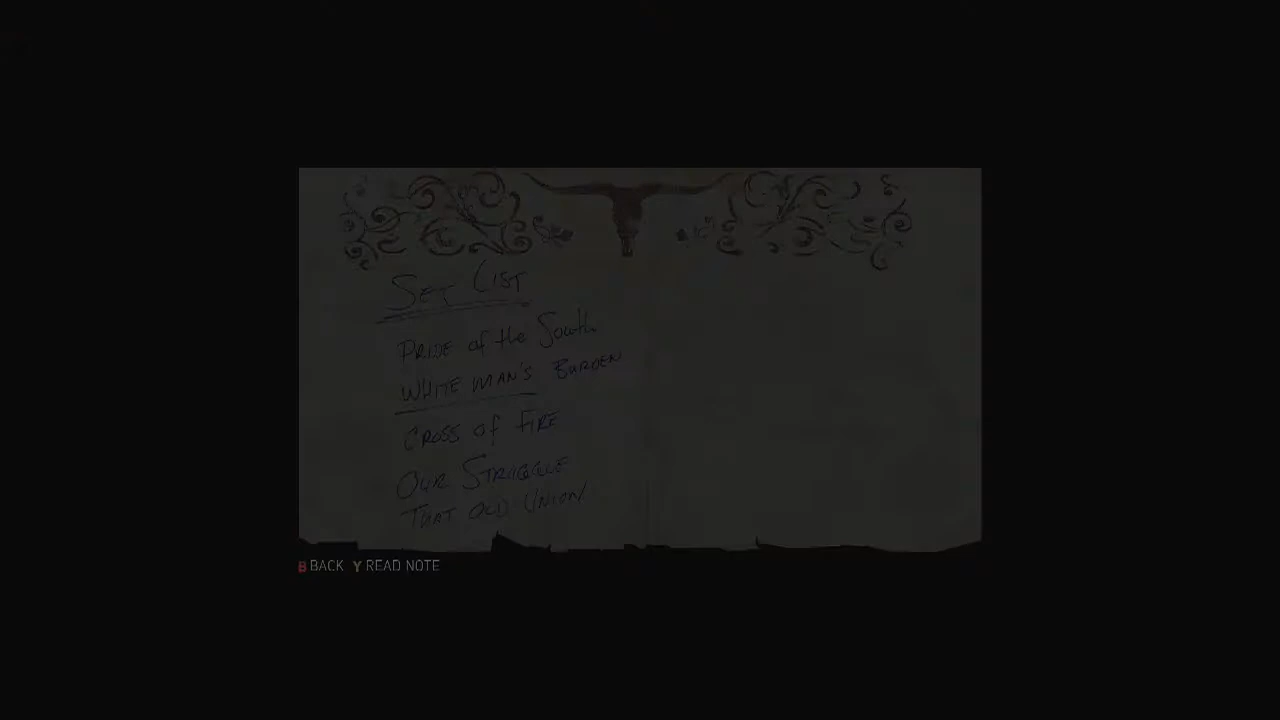 SET LIST
PRIDE of the South
WHITE MAN'S BURDEN
CROSS of FIRE
OUR STRUGGLE
THAT OLD UNION
B BACK Y READ NOTE